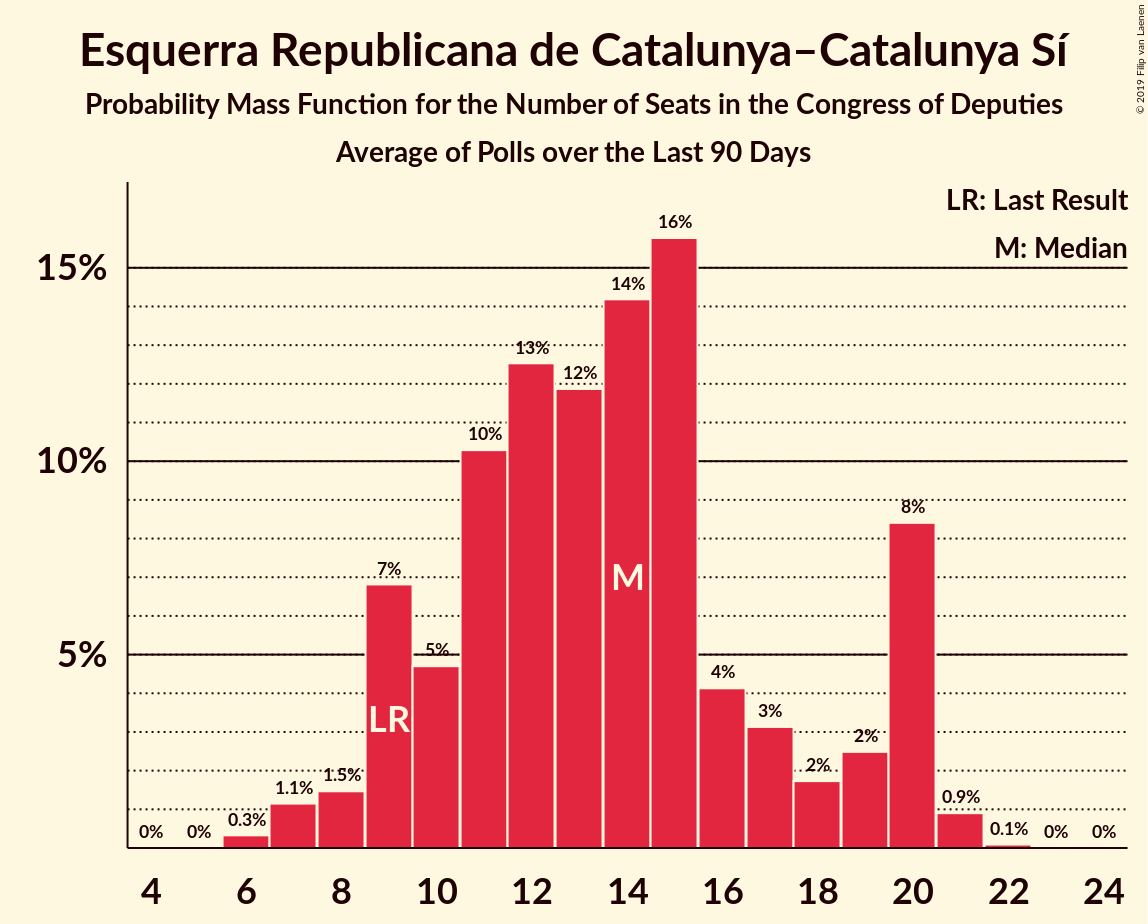 Esquerra Republicana de Catalunya–Catalunya Sí
Probability Mass Function for the Number of Seats in the Congress of Deputies
Average of Polls over the Last 90 Days
© 2019 Filip van Laenen
LR: Last Result
M: Median
15%
10%
5%
0%
0%
0.3%
1.1%
1.5%
7%
5%
10%
13%
12%
14%
16%
4%
3%
2%
2%
8%
0.9%
0.1%
0%
0%
LR
M
4 6 8 10 12 14 16 18 20 22 24